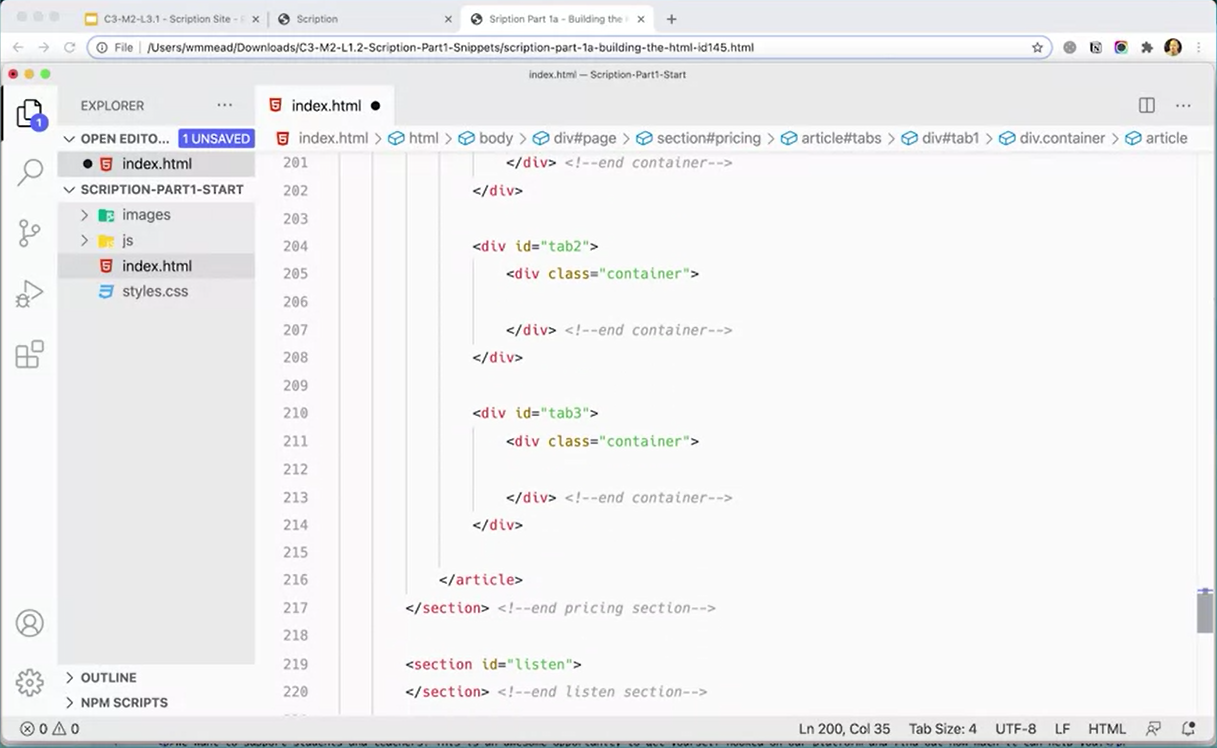 C3-M2-L3.1 - Scription Site - 
Scription
Sription Part 1a - Building the
File /Users/wmmead/Downloads/C3-M2-L1.2-Scription-Part1-Snippets/scription-part-1a-building-the-html-id145.html
index.html — Scription-Part1-Start
EXPLORER ...
index.html ●
1
OPEN EDITO... 1 UNSAVED
index.html > html > body > div#page > section#pricing > article#tabs > div#tab1 > div.container > article
index.html
SCRIPTION-PART1-START
images
js
index.html
styles.css
201 </div> <!--end container-->
202 </div>
203
204 <div id="tab2">
205 <div class="container">
206
207 </div> <!--end container-->
208 </div>
209
210 <div id="tab3">
211 <div class="container">
212
213 </div> <!--end container-->
214 </div>
215
216 </article>
217 </section> <!--end pricing section-->
218
219 <section id="listen">
220 </section> <!--end listen section-->
OUTLINE
NPM SCRIPTS
0 0 Ln 200, Col 35 Tab Size: 4 UTF-8 LF HTML